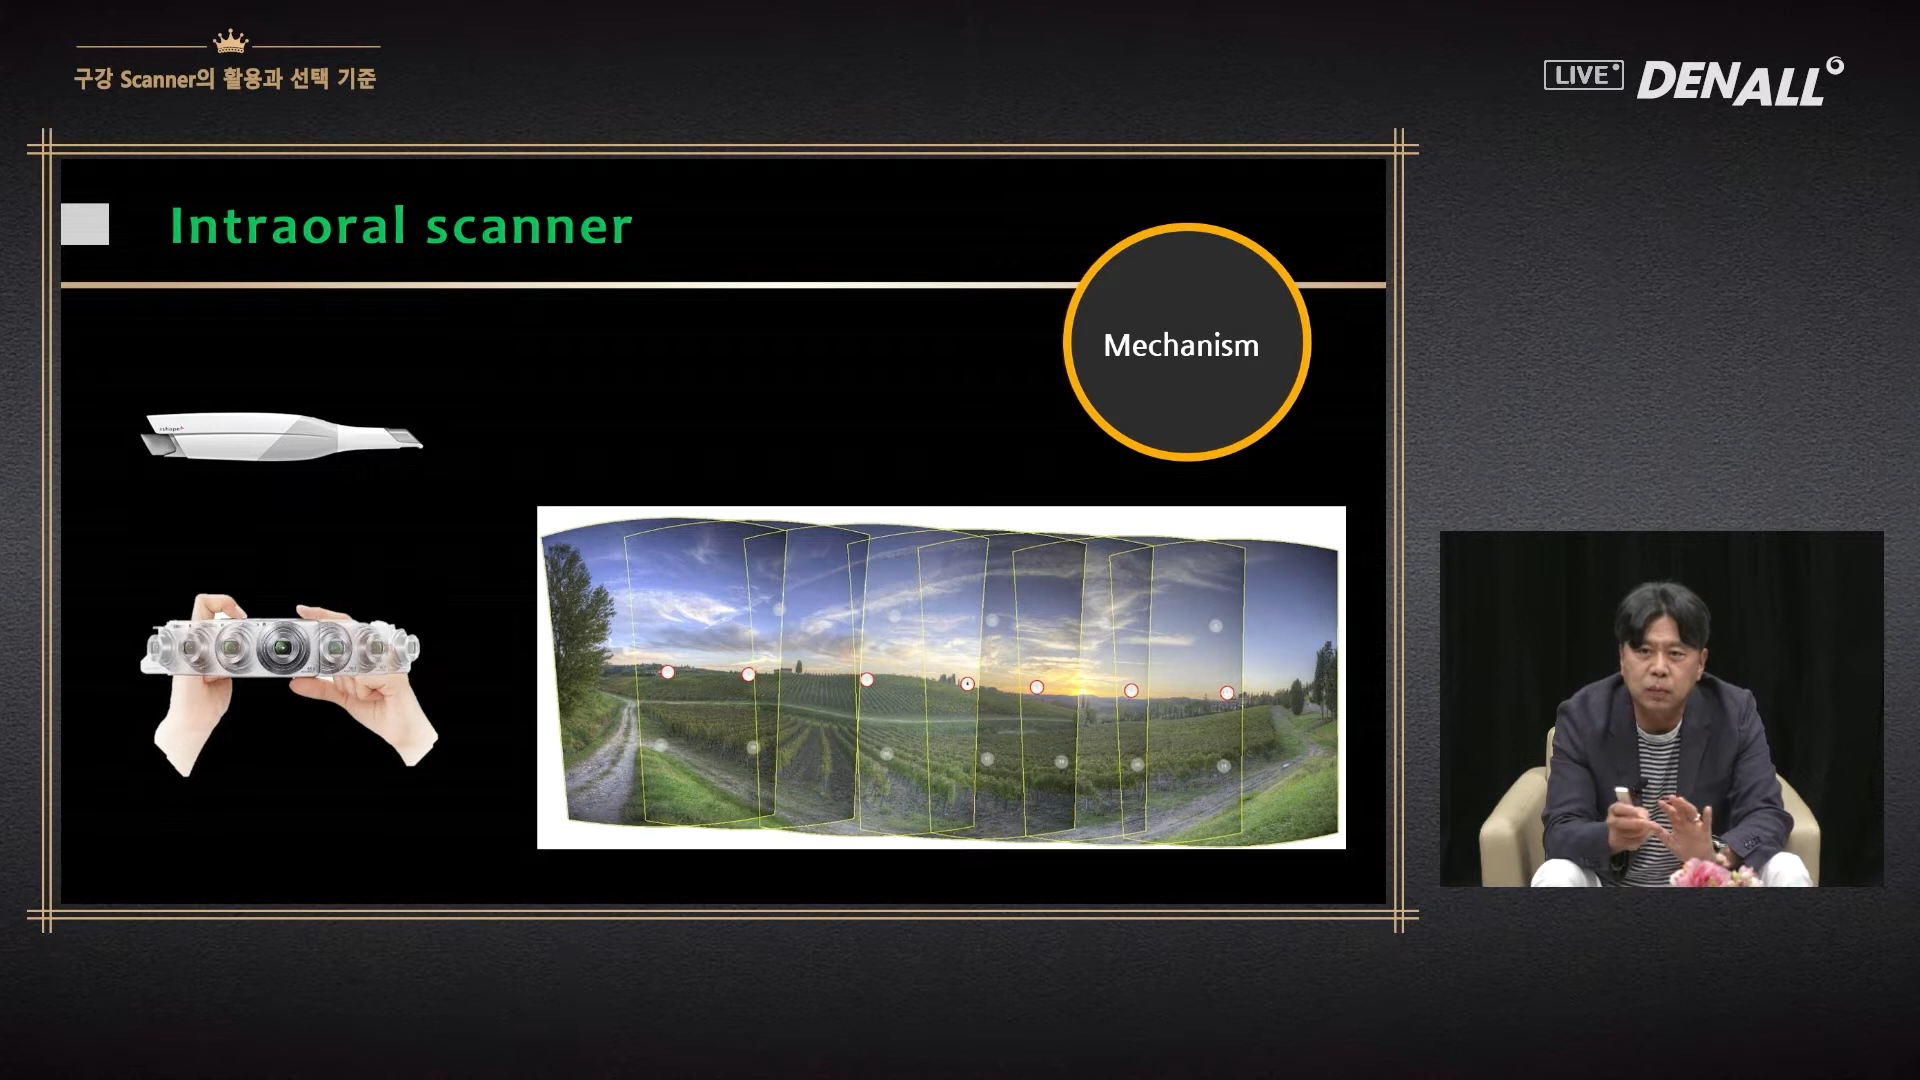 구강 Scanner의 활용과 선택 기준
LIVE
DENALL
Intraoral scanner
Mechanism
3shape